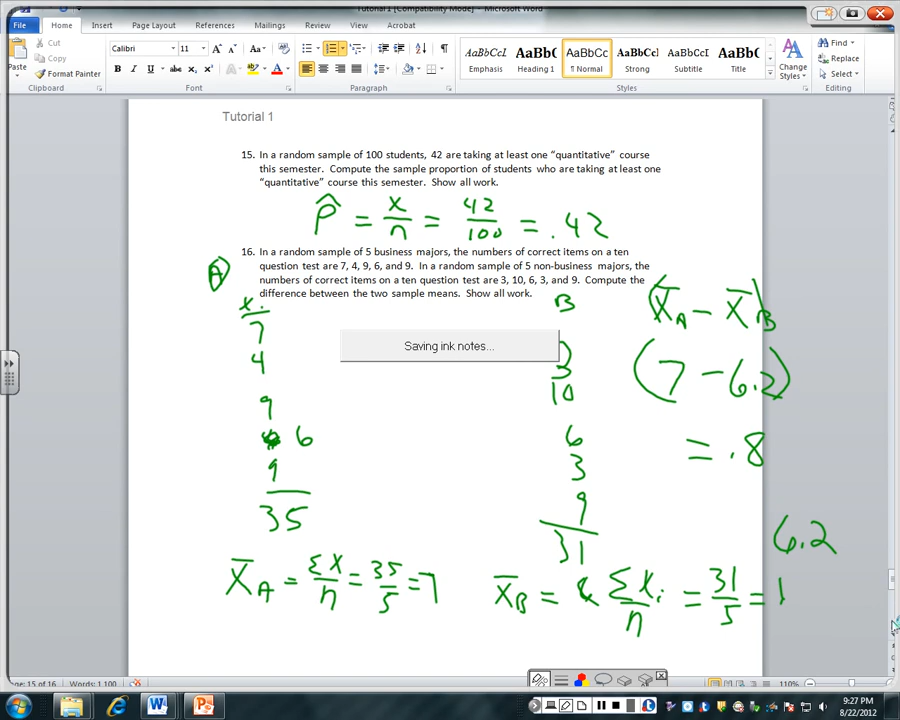 Tutorial 1 [Compatibility Mode] - Microsoft Word
File Home Insert Page Layout References Mailings Review View Acrobat
Paste Cut Copy Format Painter
Calibri 11
B I U
AaBbCcI Emphasis AaBb( Heading 1 AaBbCc ¶ Normal AaBbCc Strong AaBbCc Subtitle AaB( Title
Change Styles
Find Replace Select
Clipboard Font Paragraph Styles Editing
Tutorial 1
15. In a random sample of 100 students, 42 are taking at least one “quantitative” course
this semester. Compute the sample proportion of students who are taking at least one
“quantitative” course this semester. Show all work.
p̂ = x/n = 42/100 = .42
16. In a random sample of 5 business majors, the numbers of correct items on a ten
question test are 7, 4, 9, 6, and 9. In a random sample of 5 non-business majors, the
numbers of correct items on a ten question test are 3, 10, 6, 3, and 9. Compute the
difference between the two sample means. Show all work.
A
x
7
4
9
6
9
35
X̄A = ΣX/n = 35/5 = 7
B
3
10
6
3
9
31
X̄B = ΣXi/n = 31/5 =
6.2
(X̄A - X̄B)
(7 - 6.2)
= .8
Saving ink notes...
Page: 15 of 16 Words: 1,100 110%
9:27 PM
8/22/2012